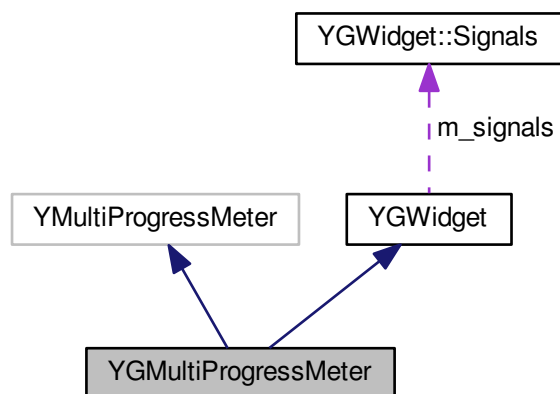 YGWidget::Signals
m_signals
YMultiProgressMeter
YGWidget
YGMultiProgressMeter